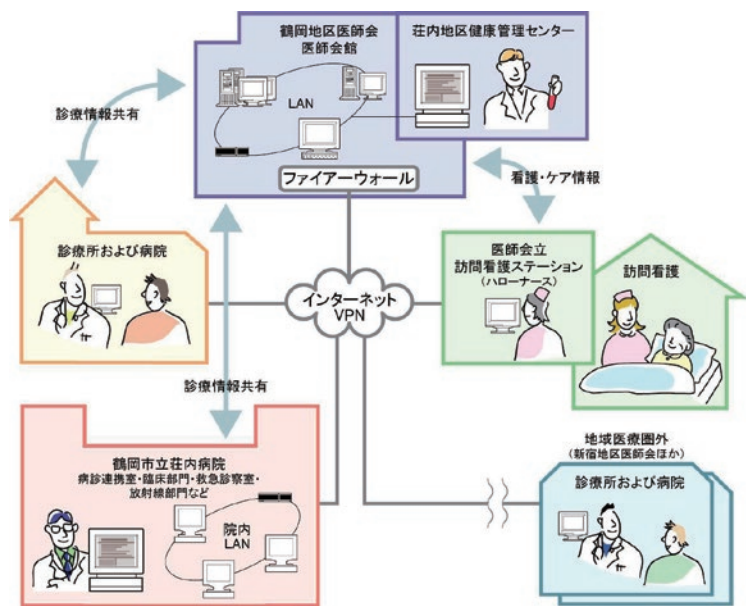 鶴岡地区医師会
医師会館
荘内地区健康管理センター
LAN
診療情報共有
ファイアーウォール
看護・ケア情報
診療所および病院
医師会立
訪問看護ステーション
(ハローナース)
訪問看護
インターネット
VPN
診療情報共有
鶴岡市立荘内病院
病診連携室・臨床部門・救急診察室・
放射線部門など
院内
LAN
地域医療圏外
(新宿地区医師会ほか)
診療所および病院